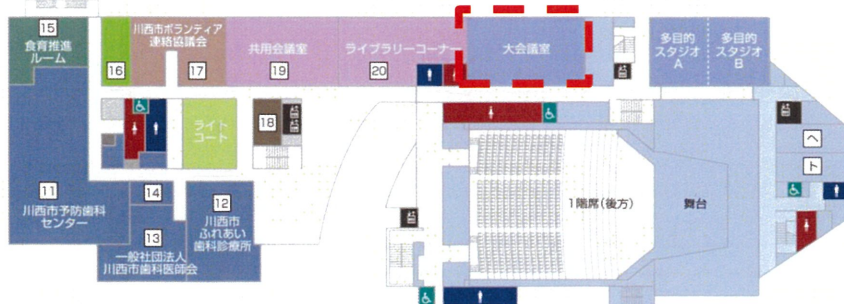 15
食育推進
ルーム
16
川西市ボランティア
連絡協議会
17
共用会議室
19
ライブラリーコーナー
20
大会議室
多目的
スタジオ
A
多目的
スタジオ
B
ライト
コート
18
11
川西市予防歯科
センター
14
12
川西市
ふれあい
歯科診療所
13
一般社団法人
川西市歯科医師会
1階席(後方)
舞台
ヘ
ト